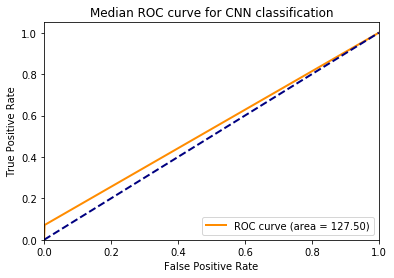 Median ROC curve for CNN classification
True Positive Rate
1.0
0.8
0.6
0.4
0.2
0.0
ROC curve (area = 127.50)
0.0 0.2 0.4 0.6 0.8 1.0
False Positive Rate